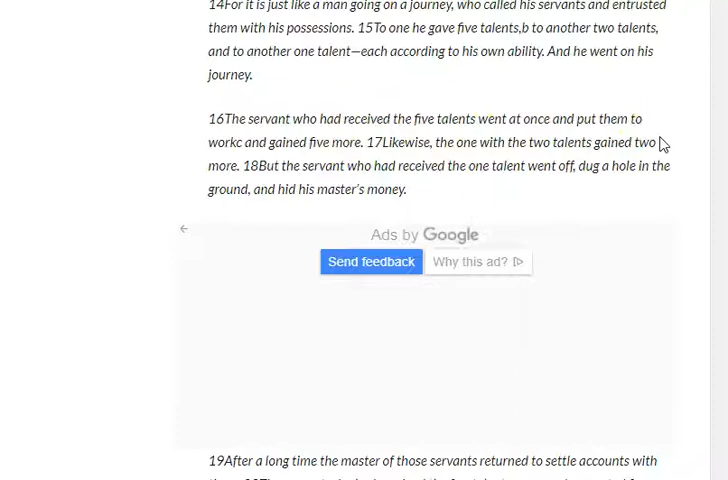 14For it is just like a man going on a journey, who called his servants and entrusted
them with his possessions. 15To one he gave five talents,b to another two talents,
and to another one talent—each according to his own ability. And he went on his
journey.
16The servant who had received the five talents went at once and put them to
workc and gained five more. 17Likewise, the one with the two talents gained two
more. 18But the servant who had received the one talent went off, dug a hole in the
ground, and hid his master's money.
Ads by Google
Send feedback Why this ad?
19After a long time the master of those servants returned to settle accounts with